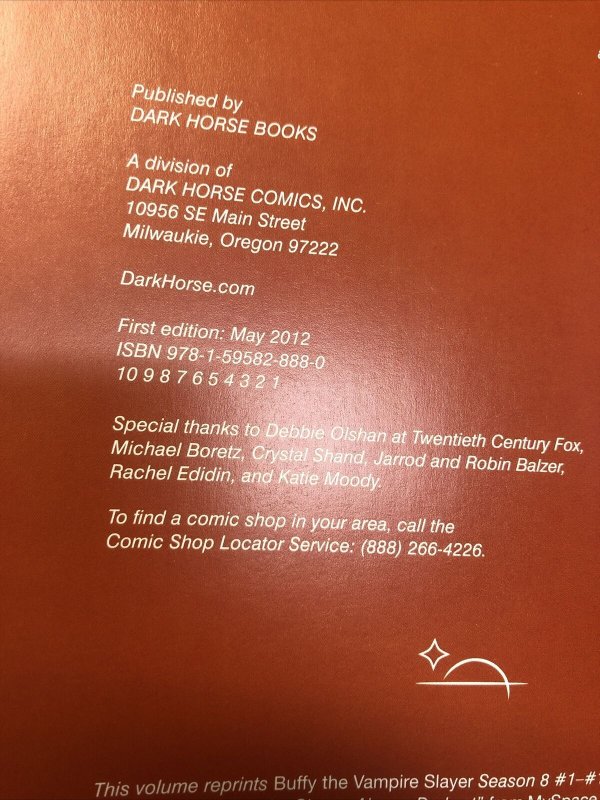 Published by
DARK HORSE BOOKS
A division of
DARK HORSE COMICS, INC.
10956 SE Main Street
Milwaukie, Oregon 97222
DarkHorse.com
First edition: May 2012
ISBN 978-1-59582-888-0
10 9 8 7 6 5 4 3 2 1
Special thanks to Debbie Olshan at Twentieth Century Fox,
Michael Boretz, Crystal Shand, Jarrod and Robin Balzer,
Rachel Edidin, and Katie Moody.
To find a comic shop in your area, call the
Comic Shop Locator Service: (888) 266-4226.
This volume reprints Buffy the Vampire Slayer Season 8 #1–#